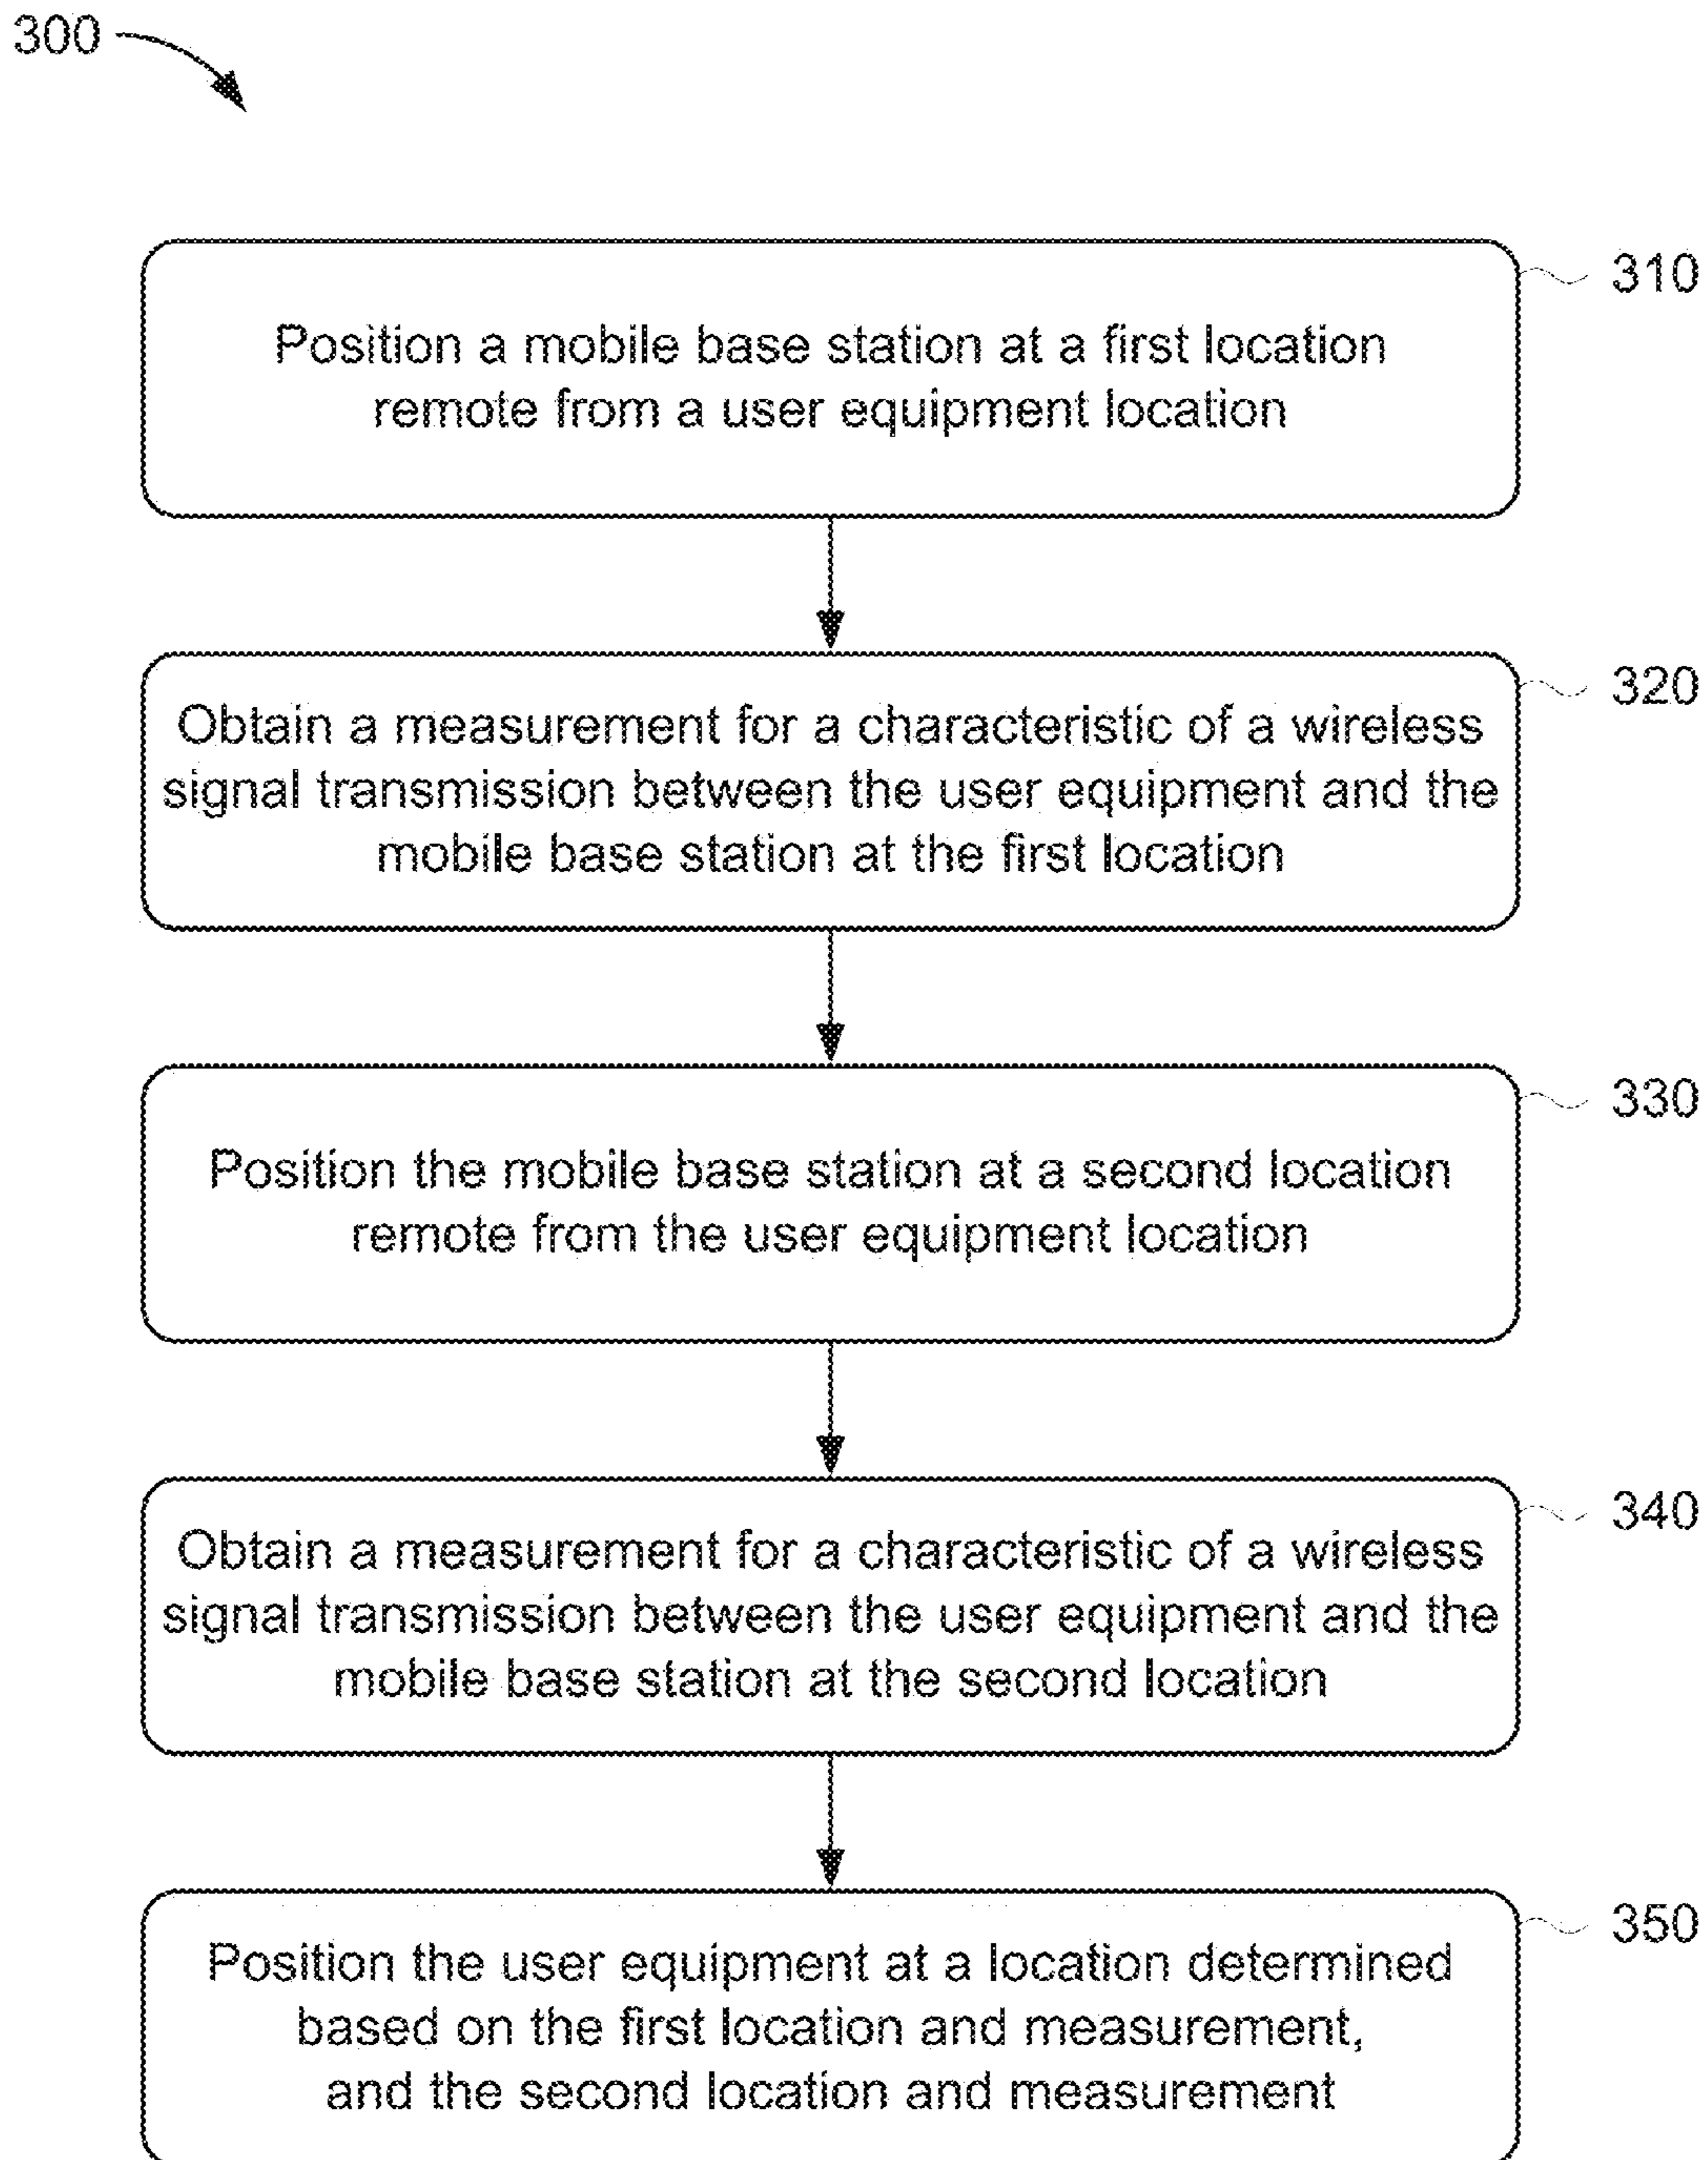 300
310
Position a mobile base station at a first location
remote from a user equipment location
320
Obtain a measurement for a characteristic of a wireless
signal transmission between the user equipment and the
mobile base station at the first location
330
Position the mobile base station at a second location
remote from the user equipment location
340
Obtain a measurement for a characteristic of a wireless
signal transmission between the user equipment and the
mobile base station at the second location
350
Position the user equipment at a location determined
based on the first location and measurement,
and the second location and measurement